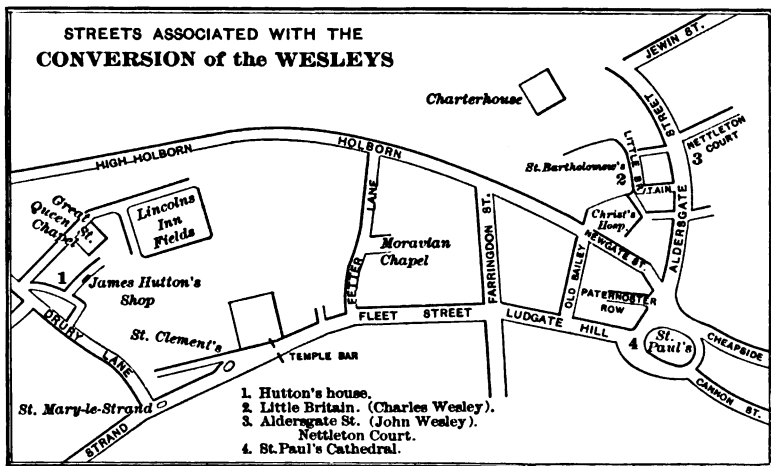 STREETS ASSOCIATED WITH THE
CONVERSION of the WESLEYS
JEWIN ST.
Charterhouse
STREET
NETTLETON
COURT
3
HIGH HOLBORN
HOLBORN
LITTLE B
St. Bartholomew's
2
TAIN
Great
Queen St.
Chapel
Lincolns
Inn
Fields
LANE
FETTER
Moravian
Chapel
FARRINGDON ST.
Christ's
Hosp.
NEWGATE ST.
ALDERSGATE
OLD BAILEY
1
James Hutton's
Shop
PATERNOSTER
ROW
DRURY LANE
St. Clement's
FLEET STREET
LUDGATE HILL
4
St.
Paul's
CHEAPSIDE
TEMPLE BAR
CANNON ST.
St. Mary-le-Strand
STRAND
1. Hutton's house.
2. Little Britain. (Charles Wesley).
3. Aldersgate St. (John Wesley).
Nettleton Court.
4. St. Paul's Cathedral.